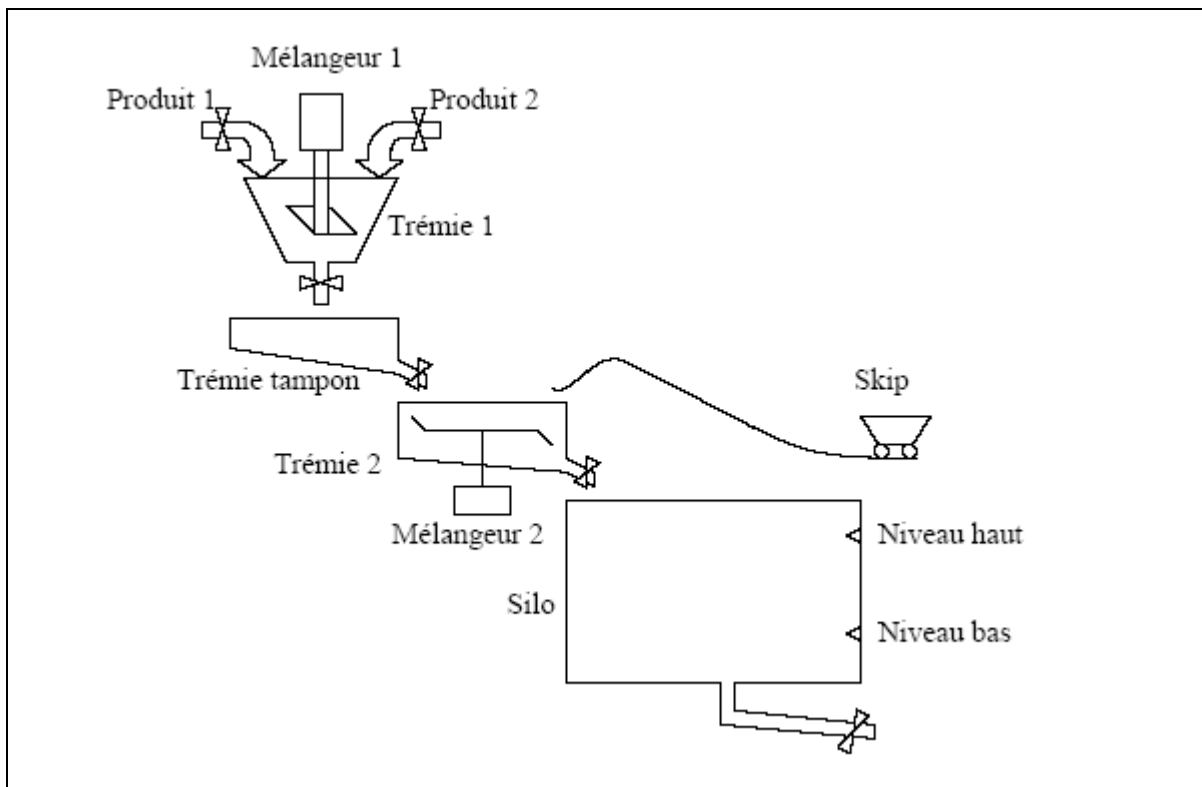 Mélangeur 1
Produit 1
Produit 2
Trémie 1
Trémie tampon
Skip
Trémie 2
Mélangeur 2
Niveau haut
Silo
Niveau bas